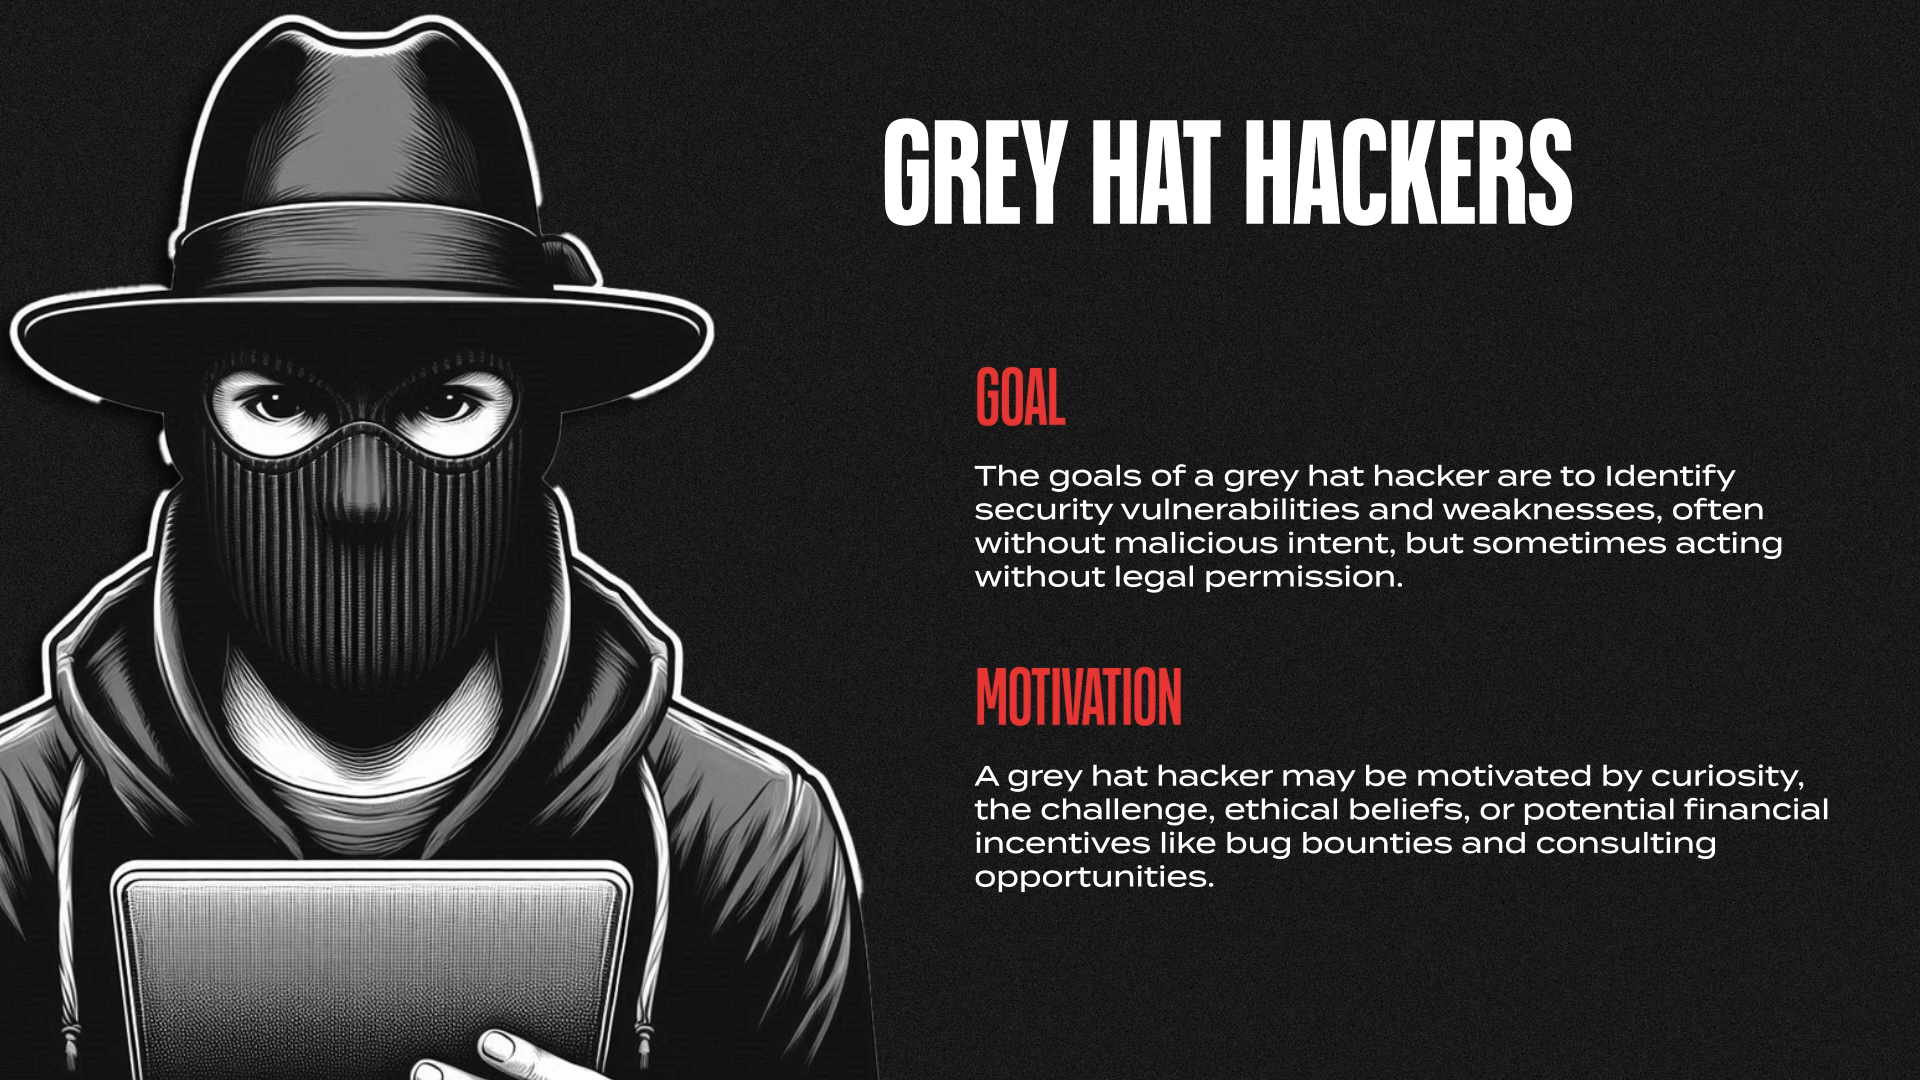 GREY HAT HACKERS
GOAL
The goals of a grey hat hacker are to Identify
security vulnerabilities and weaknesses, often
without malicious intent, but sometimes acting
without legal permission.
MOTIVATION
A grey hat hacker may be motivated by curiosity,
the challenge, ethical beliefs, or potential financial
incentives like bug bounties and consulting
opportunities.